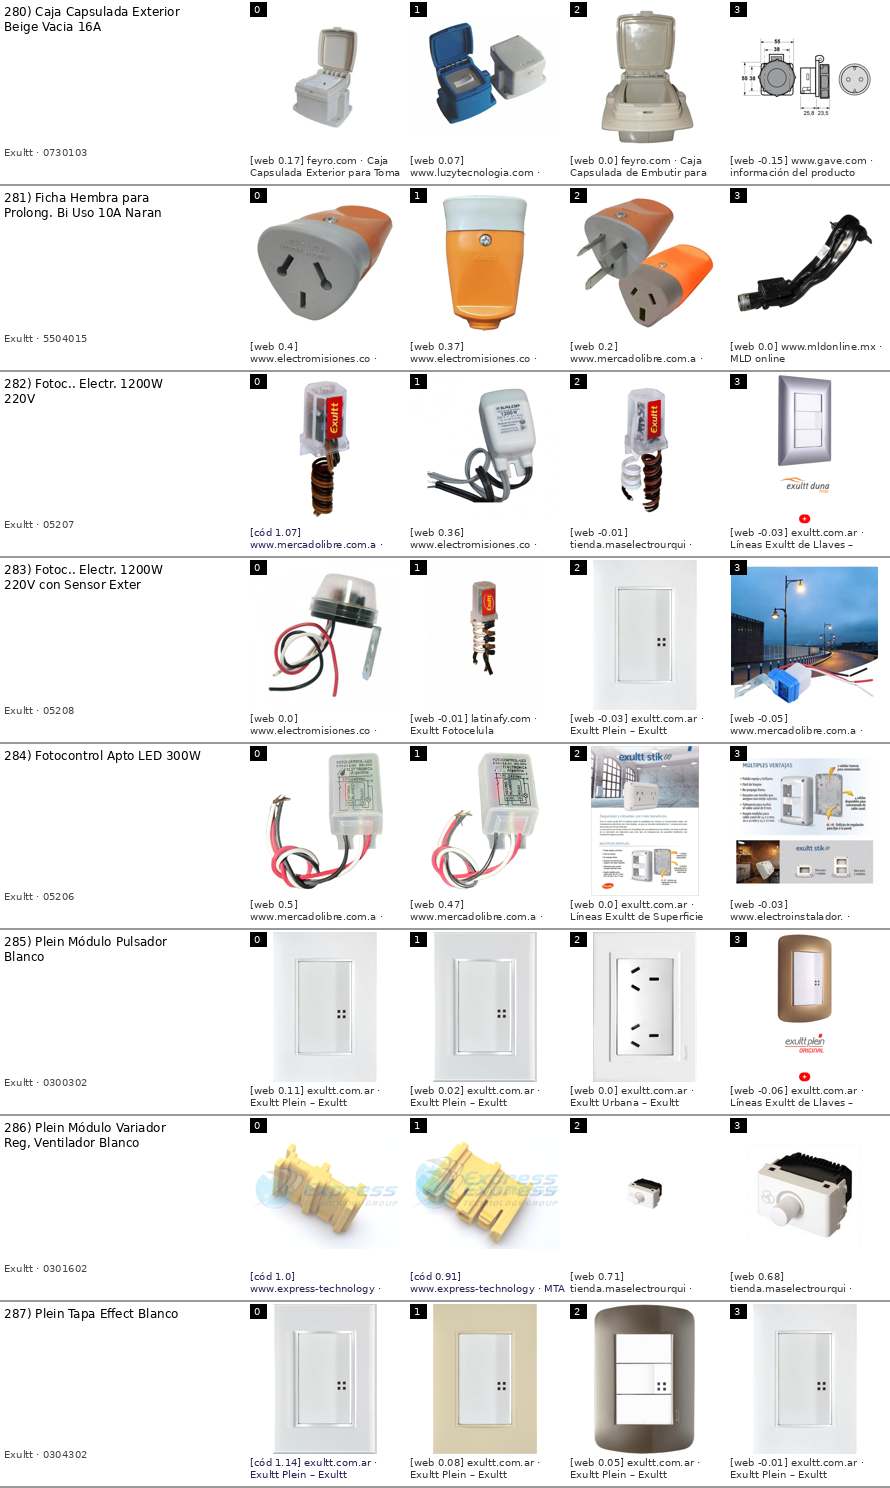 280) Caja Capsulada Exterior
Beige Vacia 16A
Exultt · 0730103
0
1
2
3
55
38
55 38
25,8 23,5
[web 0.17] feyro.com · Caja
Capsulada Exterior para Toma
[web 0.07]
www.luzytecnologia.com ·
[web 0.0] feyro.com · Caja
Capsulada de Embutir para
[web -0.15] www.gave.com ·
información del producto
281) Ficha Hembra para
Prolong. Bi Uso 10A Naran
Exultt · 5504015
0
1
2
3
[web 0.4]
www.electromisiones.co ·
[web 0.37]
www.electromisiones.co ·
[web 0.2]
www.mercadolibre.com.a ·
[web 0.0] www.mldonline.mx ·
MLD online
282) Fotoc.. Electr. 1200W
220V
Exultt · 05207
0
1
2
3
Exultt
1200W
Exultt
exultt duna
[cód 1.07]
www.mercadolibre.com.a ·
[web 0.36]
www.electromisiones.co ·
[web -0.01]
tienda.maselectrourqui ·
[web -0.03] exultt.com.ar ·
Líneas Exultt de Llaves –
283) Fotoc.. Electr. 1200W
220V con Sensor Exter
Exultt · 05208
0
1
2
3
Exultt
[web 0.0]
www.electromisiones.co ·
[web -0.01] latinafy.com ·
Exultt Fotocelula
[web -0.03] exultt.com.ar ·
Exultt Plein – Exultt
[web -0.05]
www.mercadolibre.com.a ·
284) Fotocontrol Apto LED 300W
Exultt · 05206
0
1
2
3
exultt stik
MULTIPLES VENTAJAS
exultt stik
[web 0.5]
www.mercadolibre.com.a ·
[web 0.47]
www.mercadolibre.com.a ·
[web 0.0] exultt.com.ar ·
Líneas Exultt de Superficie
[web -0.03]
www.electroinstalador. ·
285) Plein Módulo Pulsador
Blanco
Exultt · 0300302
0
1
2
3
exultt plein
ORIGINAL
[web 0.11] exultt.com.ar ·
Exultt Plein – Exultt
[web 0.02] exultt.com.ar ·
Exultt Plein – Exultt
[web 0.0] exultt.com.ar ·
Exultt Urbana – Exultt
[web -0.06] exultt.com.ar ·
Líneas Exultt de Llaves –
286) Plein Módulo Variador
Reg, Ventilador Blanco
Exultt · 0301602
0
1
2
3
Express
TECHNOLOGY GROUP
Express
TECHNOLOGY GROUP
[cód 1.0]
www.express-technology ·
[cód 0.91]
www.express-technology · MTA
[web 0.71]
tienda.maselectrourqui ·
[web 0.68]
tienda.maselectrourqui ·
287) Plein Tapa Effect Blanco
Exultt · 0304302
0
1
2
3
[cód 1.14] exultt.com.ar ·
Exultt Plein – Exultt
[web 0.08] exultt.com.ar ·
Exultt Plein – Exultt
[web 0.05] exultt.com.ar ·
Exultt Plein – Exultt
[web -0.01] exultt.com.ar ·
Exultt Plein – Exultt